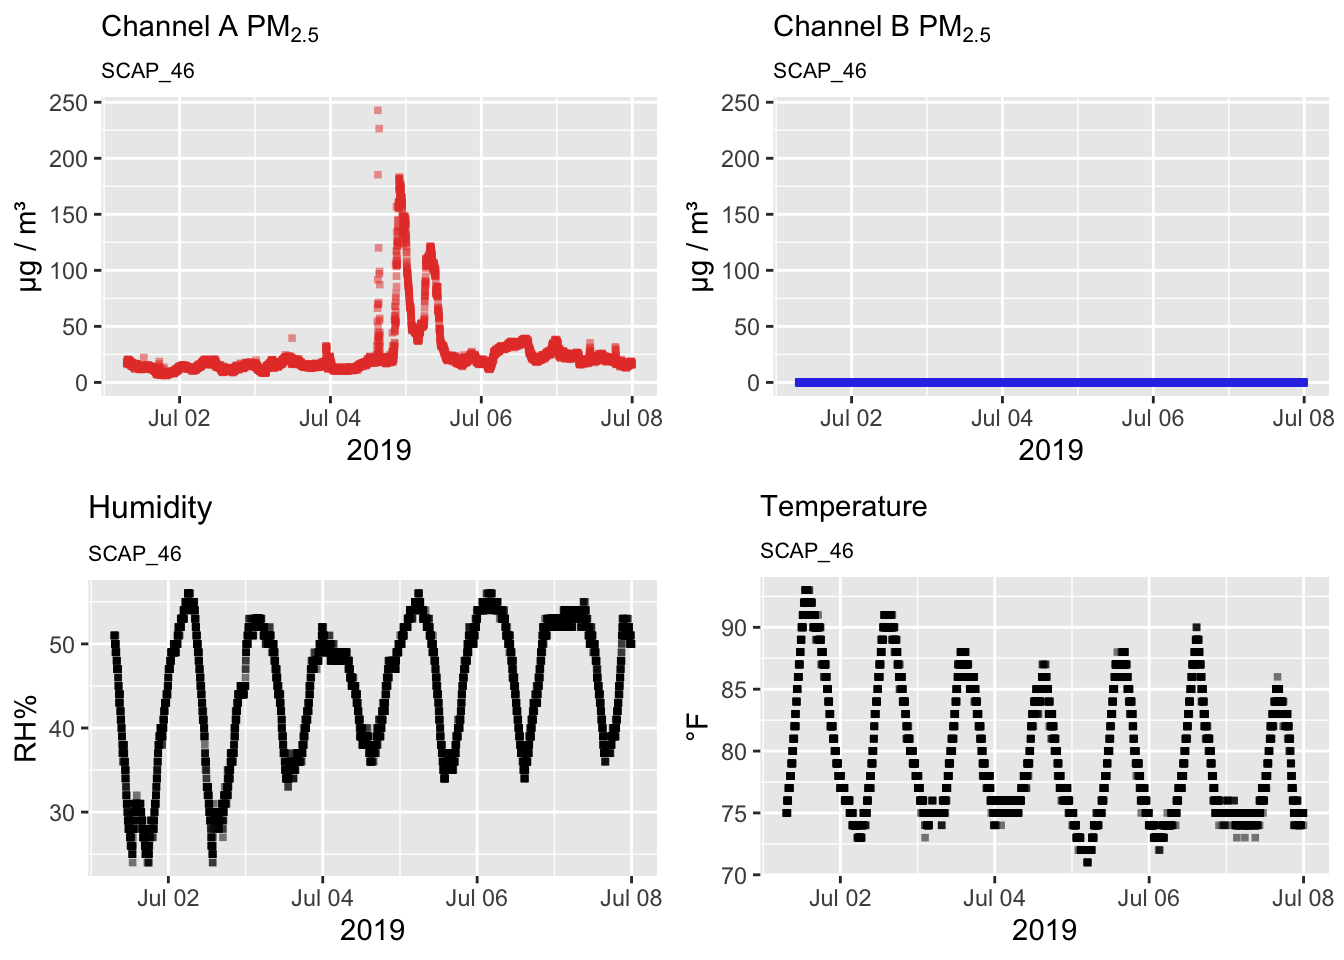 Channel A PM2.5
SCAP_46
250
200
150
100
50
0
µg / m³
Jul 02
Jul 04
Jul 06
Jul 08
2019
Channel B PM2.5
SCAP_46
250
200
150
100
50
0
µg / m³
Jul 02
Jul 04
Jul 06
Jul 08
2019
Humidity
SCAP_46
50
40
30
RH%
Jul 02
Jul 04
Jul 06
Jul 08
2019
Temperature
SCAP_46
90
85
80
75
70
°F
Jul 02
Jul 04
Jul 06
Jul 08
2019